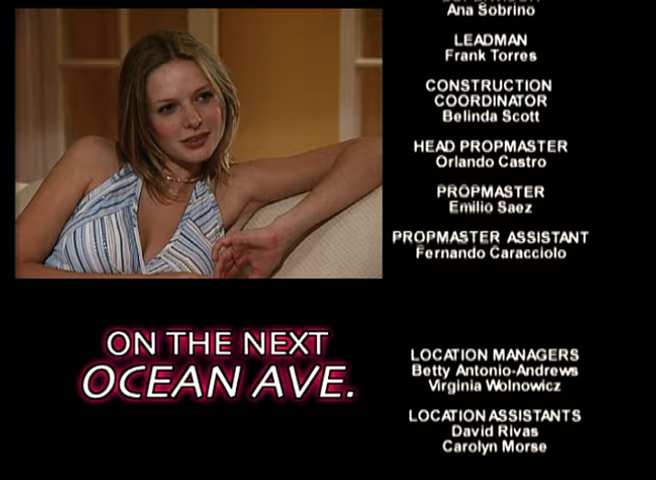 Ana Sobrino
LEADMAN
Frank Torres
CONSTRUCTION
COORDINATOR
Belinda Scott
HEAD PROPMASTER
Orlando Castro
PROPMASTER
Emilio Saez
PROPMASTER ASSISTANT
Fernando Caracciolo
ON THE NEXT
OCEAN AVE.
LOCATION MANAGERS
Betty Antonio-Andrews
Virginia Wolnowicz
LOCATION ASSISTANTS
David Rivas
Carolyn Morse